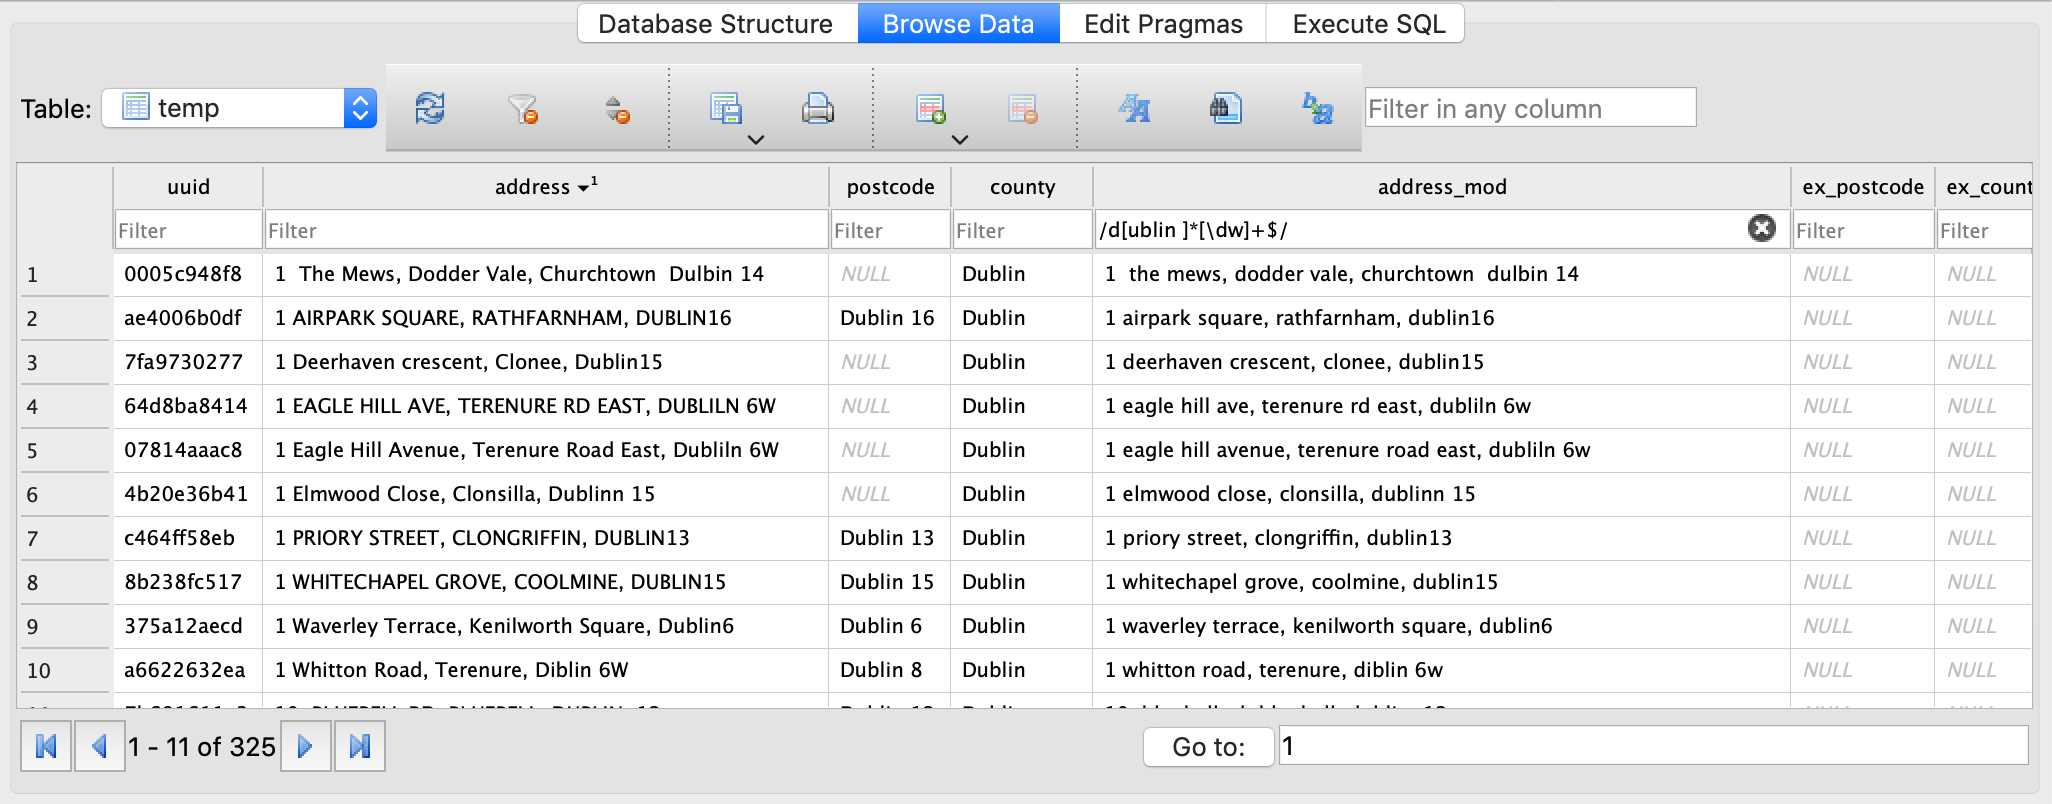 Database Structure Browse Data Edit Pragmas Execute SQL
Table: temp Filter in any column
uuid address 1 postcode county address_mod ex_postcode ex_count
Filter Filter Filter Filter /d[ublin ]*[\dw]+$/ Filter Filter
1 0005c948f8 1  The Mews, Dodder Vale, Churchtown  Dulbin 14 NULL Dublin 1  the mews, dodder vale, churchtown  dulbin 14 NULL NULL
2 ae4006b0df 1 AIRPARK SQUARE, RATHFARNHAM, DUBLIN16 Dublin 16 Dublin 1 airpark square, rathfarnham, dublin16 NULL NULL
3 7fa9730277 1 Deerhaven crescent, Clonee, Dublin15 NULL Dublin 1 deerhaven crescent, clonee, dublin15 NULL NULL
4 64d8ba8414 1 EAGLE HILL AVE, TERENURE RD EAST, DUBLILN 6W NULL Dublin 1 eagle hill ave, terenure rd east, dubliln 6w NULL NULL
5 07814aaac8 1 Eagle Hill Avenue, Terenure Road East, Dubliln 6W NULL Dublin 1 eagle hill avenue, terenure road east, dubliln 6w NULL NULL
6 4b20e36b41 1 Elmwood Close, Clonsilla, Dublinn 15 NULL Dublin 1 elmwood close, clonsilla, dublinn 15 NULL NULL
7 c464ff58eb 1 PRIORY STREET, CLONGRIFFIN, DUBLIN13 Dublin 13 Dublin 1 priory street, clongriffin, dublin13 NULL NULL
8 8b238fc517 1 WHITECHAPEL GROVE, COOLMINE, DUBLIN15 Dublin 15 Dublin 1 whitechapel grove, coolmine, dublin15 NULL NULL
9 375a12aecd 1 Waverley Terrace, Kenilworth Square, Dublin6 Dublin 6 Dublin 1 waverley terrace, kenilworth square, dublin6 NULL NULL
10 a6622632ea 1 Whitton Road, Terenure, Diblin 6W Dublin 8 Dublin 1 whitton road, terenure, diblin 6w NULL NULL
1 - 11 of 325 Go to: 1